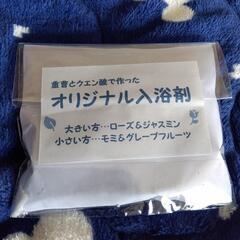 重曹とクエン酸で作った
オリジナル入浴剤
大きい方…ローズ&ジャスミン
小さい方…モミ&グレープフルーツ